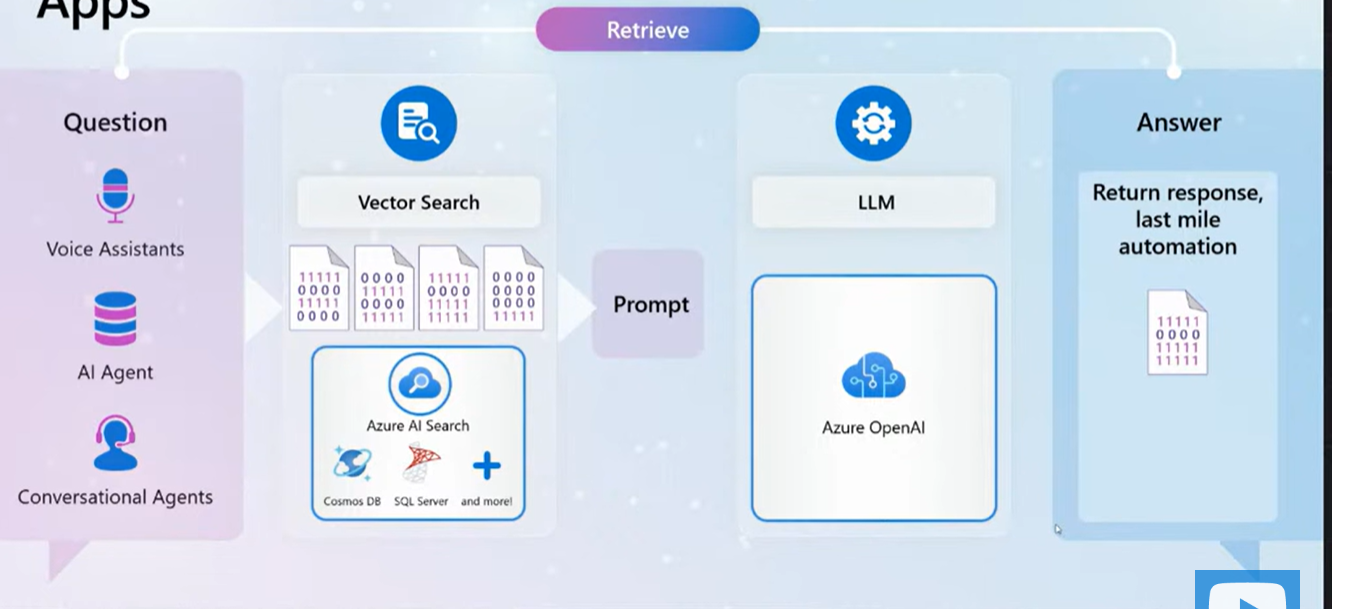 Apps
Retrieve
Question
Voice Assistants
AI Agent
Conversational Agents
Vector Search
11111
0000
11111
0000
0000
11111
0000
11111
11111
0000
11111
11111
0000
0000
0000
11111
Azure AI Search
Cosmos DB
SQL Server
and more!
Prompt
LLM
Azure OpenAI
Answer
Return response,
last mile
automation
11111
0000
11111
11111